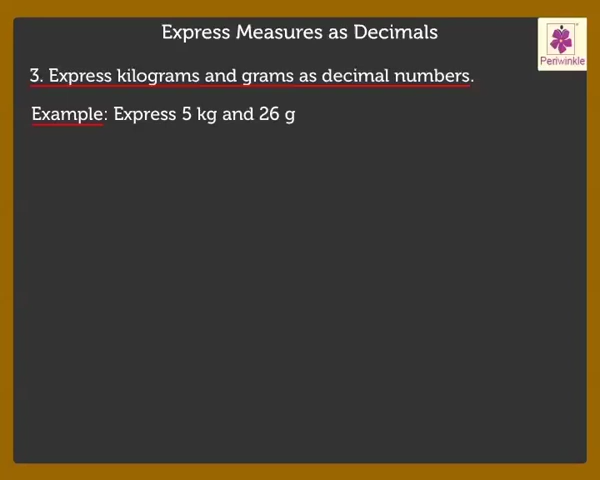 Express Measures as Decimals
Periwinkle
3. Express kilograms and grams as decimal numbers.
Example: Express 5 kg and 26 g